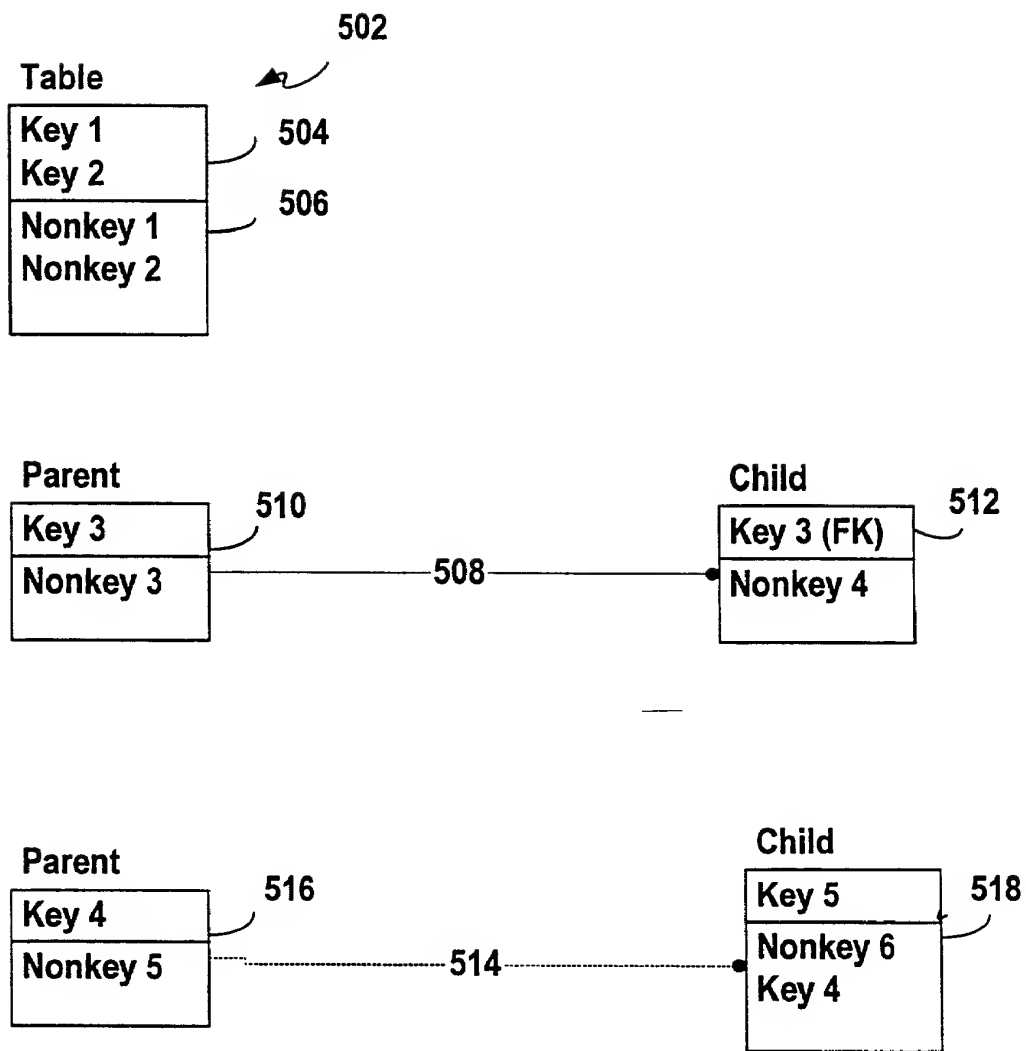 502
Table
Key 1
504
Key 2
506
Nonkey 1
Nonkey 2
Parent
Key 3
510
Nonkey 3
508
Child
Key 3 (FK)
512
Nonkey 4
Parent
Key 4
516
Nonkey 5
514
Child
Key 5
518
Nonkey 6
Key 4